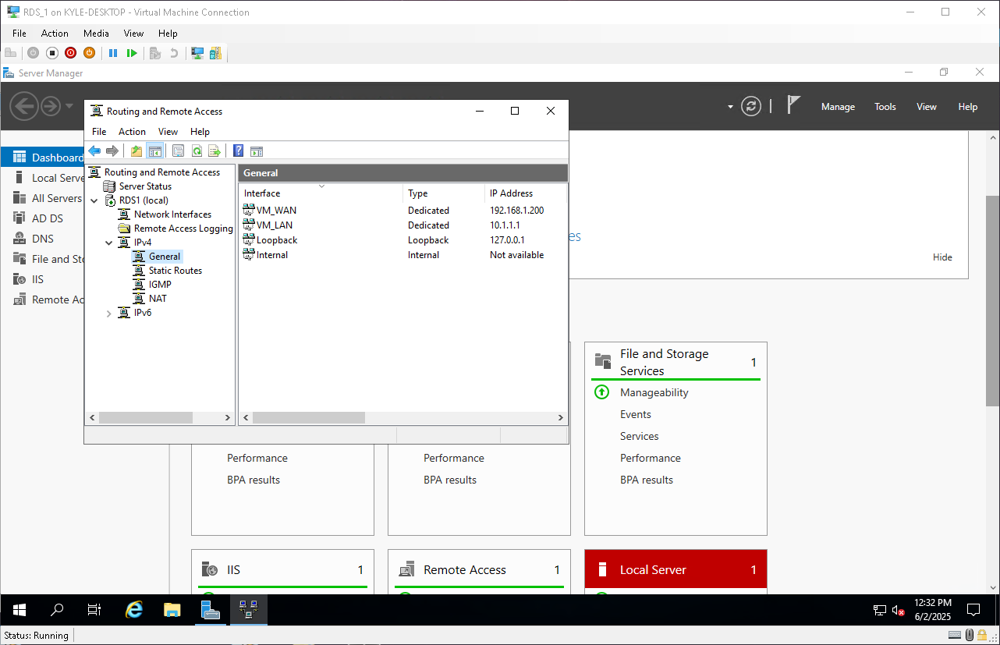 RDS_1 on KYLE-DESKTOP - Virtual Machine Connection
File Action Media View Help
Server Manager
Manage Tools View Help
Dashboard
Local Serve
All Servers
AD DS
DNS
File and Sto
IIS
Remote Ac
Routing and Remote Access
File Action View Help
Routing and Remote Access
Server Status
RDS1 (local)
Network Interfaces
Remote Access Logging
IPv4
General
Static Routes
IGMP
NAT
IPv6
General
Interface Type IP Address
VM_WAN Dedicated 192.168.1.200
VM_LAN Dedicated 10.1.1.1
Loopback Loopback 127.0.0.1
Internal Internal Not available
es
Hide
Performance
BPA results
Performance
BPA results
File and Storage Services 1
Manageability
Events
Services
Performance
BPA results
IIS 1
Remote Access 1
Local Server 1
12:32 PM
6/2/2025
Status: Running